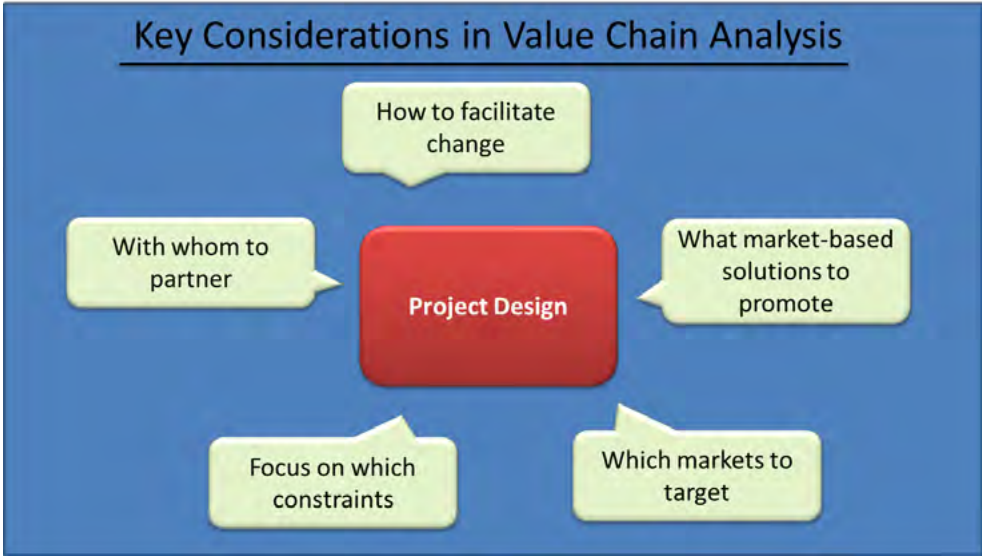 Key Considerations in Value Chain Analysis
How to facilitate
change
With whom to
partner
What market-based
solutions to
promote
Project Design
Focus on which
constraints
Which markets to
target